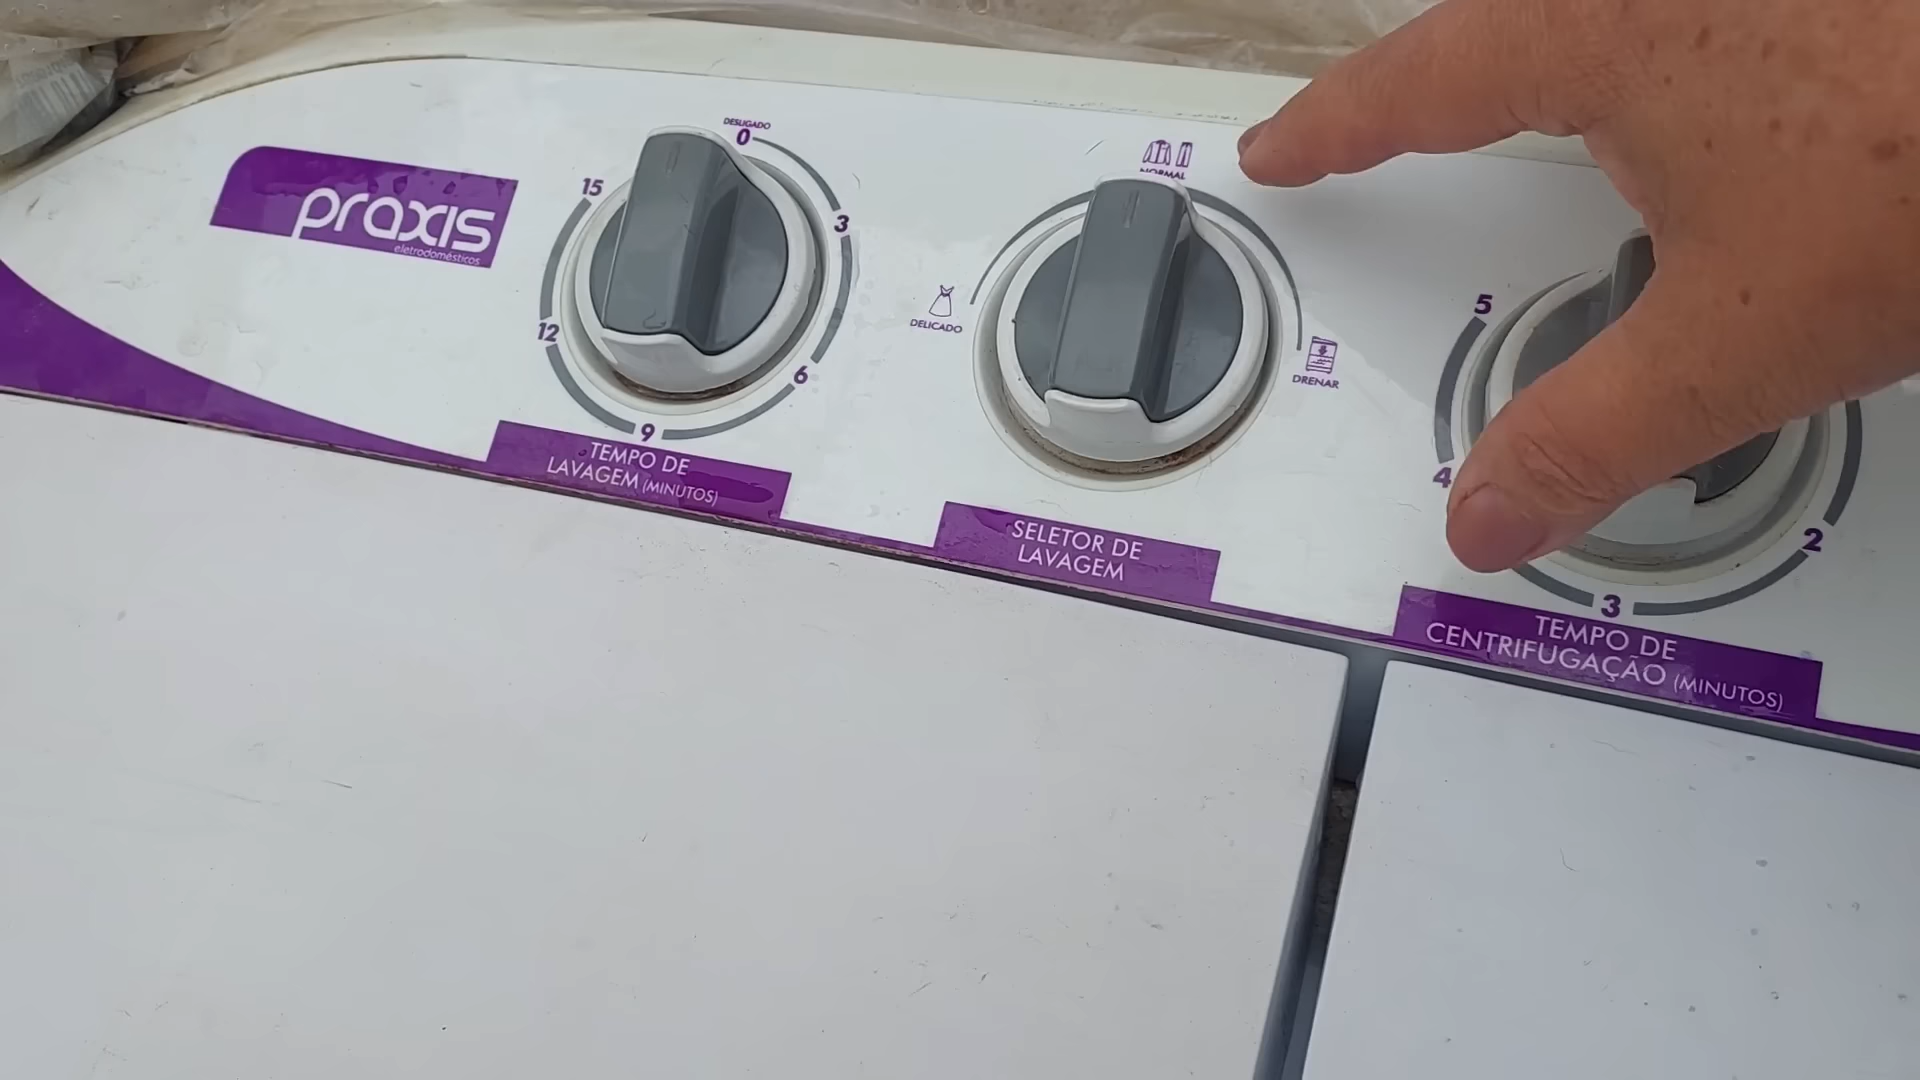 praxis
eletrodomésticos
DESLIGADO
0
3
6
9
12
15
TEMPO DE
LAVAGEM (MINUTOS)
NORMAL
DELICADO
DRENAR
SELETOR DE
LAVAGEM
5
4
3
2
TEMPO DE
CENTRIFUGAÇÃO (MINUTOS)